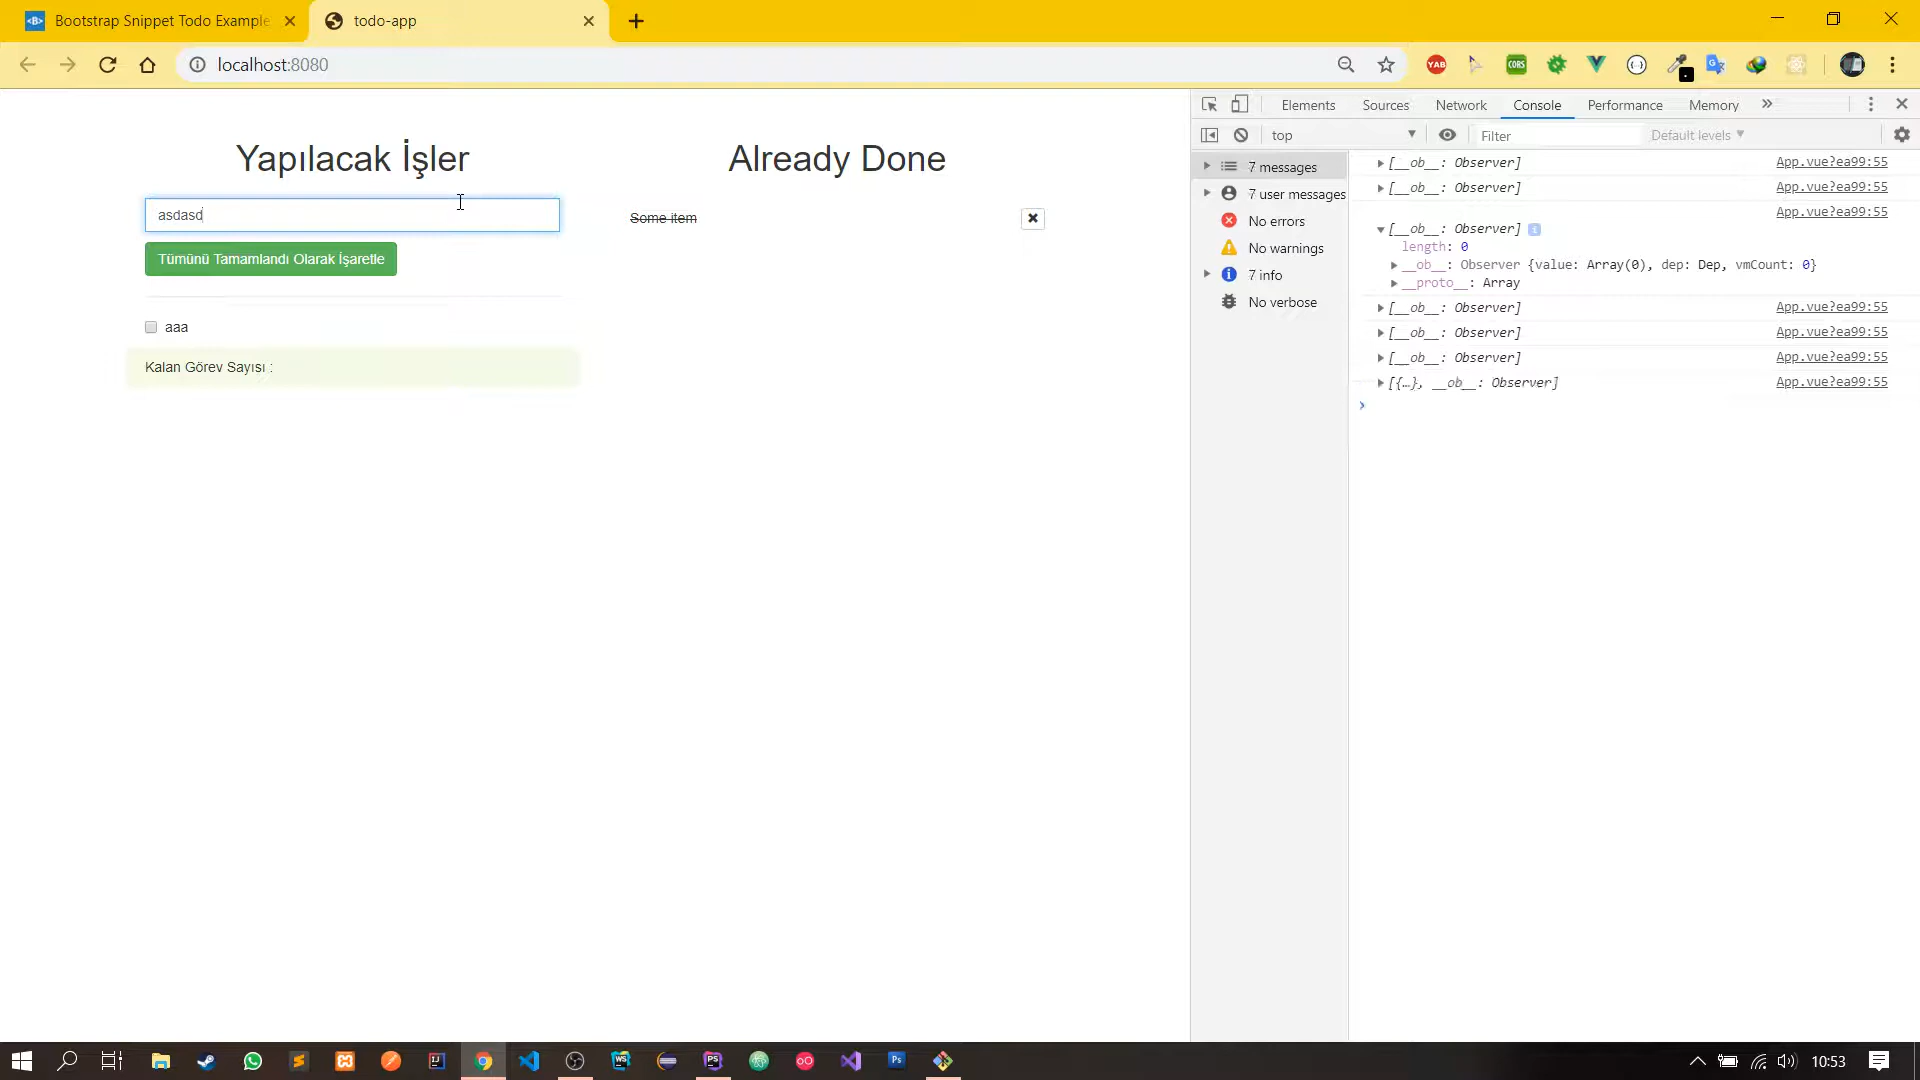 Bootstrap Snippet Todo Example
todo-app
localhost:8080
Yapılacak İşler
asdasd
Tümünü Tamamlandı Olarak İşaretle
aaa
Kalan Görev Sayısı :
Already Done
Some item
Elements Sources Network Console Performance Memory
top
Filter
Default levels
7 messages
7 user messages
No errors
No warnings
7 info
No verbose
[__ob__: Observer] App.vue?ea99:55
[__ob__: Observer] App.vue?ea99:55
App.vue?ea99:55
[__ob__: Observer]
length: 0
__ob__: Observer {value: Array(0), dep: Dep, vmCount: 0}
__proto__: Array
[__ob__: Observer] App.vue?ea99:55
[__ob__: Observer] App.vue?ea99:55
[__ob__: Observer] App.vue?ea99:55
[{…}, __ob__: Observer] App.vue?ea99:55
10:53